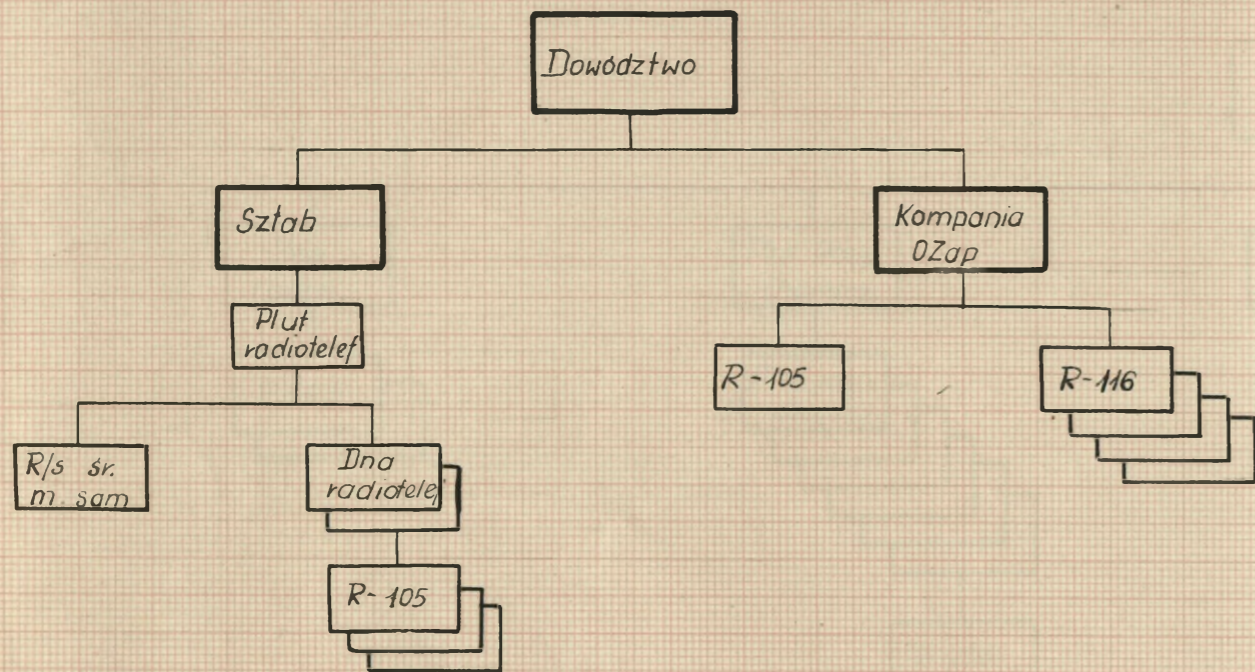 Dowództwo
Sztab
Kompania
OZap
Plut
radiotelef
R-105
R-116
R/s śr.
m. sam
Dna
radiotelef
R-105